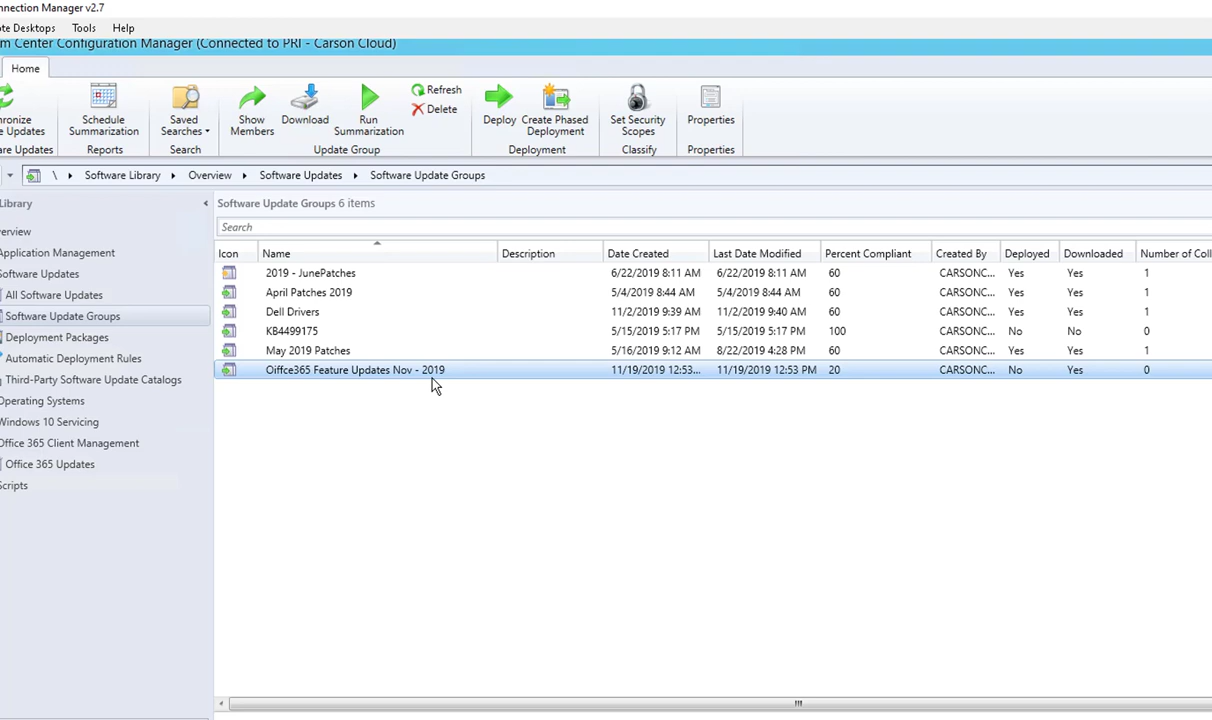 nnection Manager v2.7
ote Desktops Tools Help
m Center Configuration Manager (Connected to PRI - Carson Cloud)
Home
hronize
e Updates
Schedule
Summarization
Saved
Searches
Show
Members
Download
Run
Summarization
Refresh
Delete
Deploy
Create Phased
Deployment
Set Security
Scopes
Properties
are Updates Reports Search Update Group Deployment Classify Properties
\ Software Library Overview Software Updates Software Update Groups
Library
verview
Application Management
Software Updates
All Software Updates
Software Update Groups
Deployment Packages
Automatic Deployment Rules
Third-Party Software Update Catalogs
Operating Systems
Windows 10 Servicing
Office 365 Client Management
Office 365 Updates
Scripts
Software Update Groups 6 items
Search
Icon Name Description Date Created Last Date Modified Percent Compliant Created By Deployed Downloaded Number of Coll
2019 - JunePatches 6/22/2019 8:11 AM 6/22/2019 8:11 AM 60 CARSONC... Yes Yes 1
April Patches 2019 5/4/2019 8:44 AM 5/4/2019 8:44 AM 60 CARSONC... Yes Yes 1
Dell Drivers 11/2/2019 9:39 AM 11/2/2019 9:40 AM 60 CARSONC... Yes Yes 1
KB4499175 5/15/2019 5:17 PM 5/15/2019 5:17 PM 100 CARSONC... No No 0
May 2019 Patches 5/16/2019 9:12 AM 8/22/2019 4:28 PM 60 CARSONC... Yes Yes 1
Oiffce365 Feature Updates Nov - 2019 11/19/2019 12:53... 11/19/2019 12:53 PM 20 CARSONC... No Yes 0